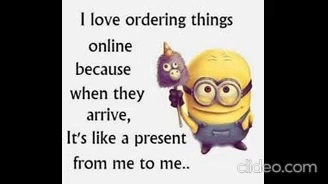 I love ordering things
online
because
when they
arrive,
It's like a present
from me to me..
clideo.com